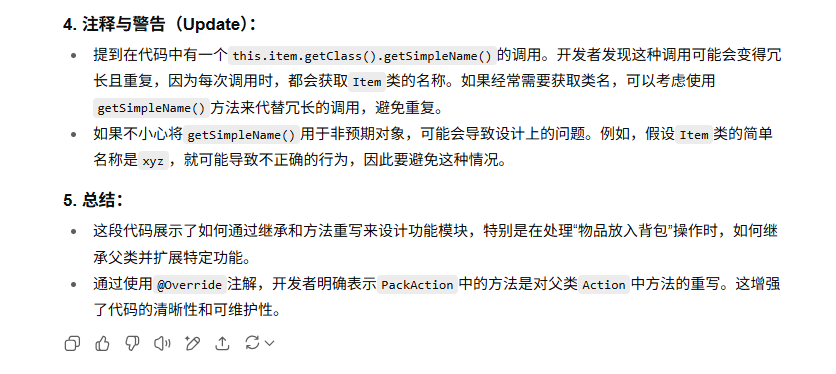 4. 注释与警告（Update）：
提到在代码中有一个 this.item.getClass().getSimpleName() 的调用。开发者发现这种调用可能会变得冗
长且重复，因为每次调用时，都会获取 Item 类的名称。如果经常需要获取类名，可以考虑使用
getSimpleName() 方法来代替冗长的调用，避免重复。
如果不小心将 getSimpleName() 用于非预期对象，可能会导致设计上的问题。例如，假设 Item 类的简单
名称是 xyz ，就可能导致不正确的行为，因此要避免这种情况。
5. 总结：
这段代码展示了如何通过继承和方法重写来设计功能模块，特别是在处理“物品放入背包”操作时，如何继
承父类并扩展特定功能。
通过使用 @Override 注解，开发者明确表示 PackAction 中的方法是对父类 Action 中方法的重写。这增强
了代码的清晰性和可维护性。